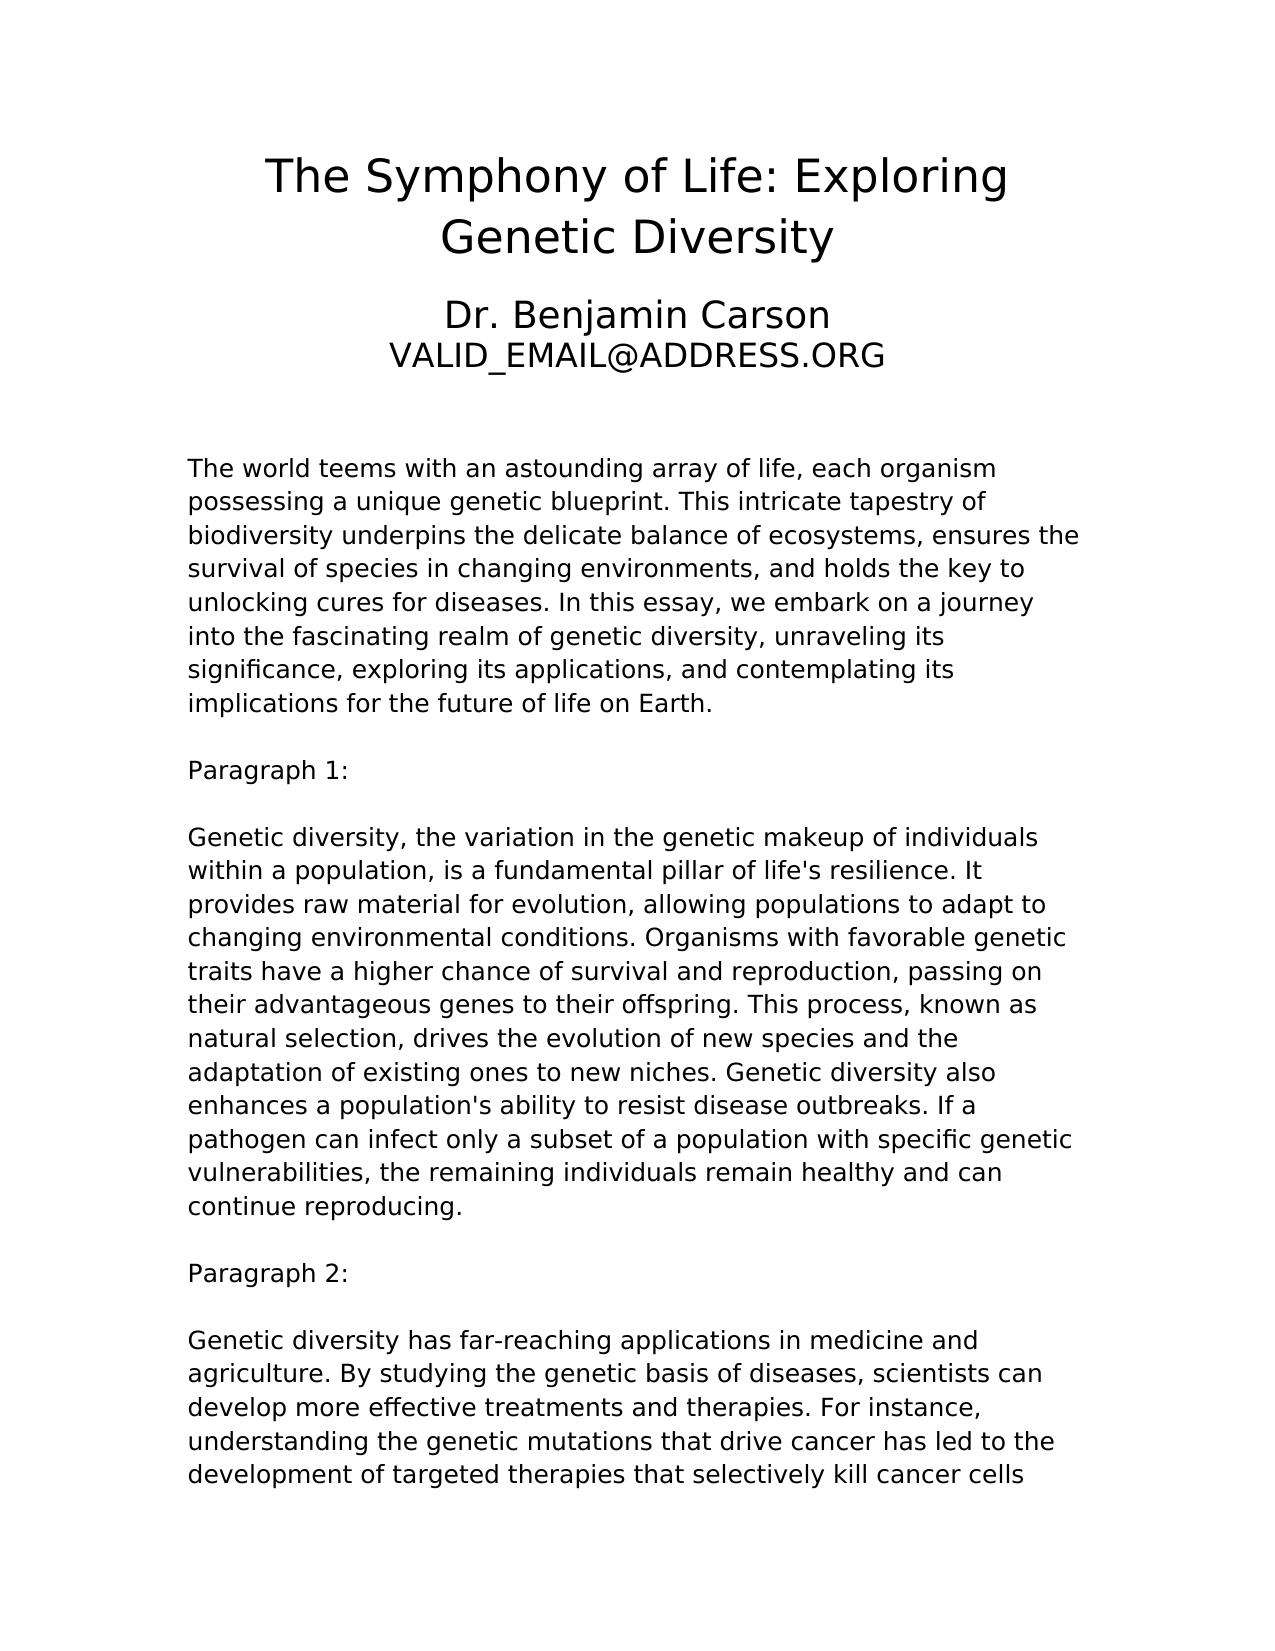 The Symphony of Life: Exploring
Genetic Diversity
Dr. Benjamin Carson
VALID_EMAIL@ADDRESS.ORG
The world teems with an astounding array of life, each organism
possessing a unique genetic blueprint. This intricate tapestry of
biodiversity underpins the delicate balance of ecosystems, ensures the
survival of species in changing environments, and holds the key to
unlocking cures for diseases. In this essay, we embark on a journey
into the fascinating realm of genetic diversity, unraveling its
significance, exploring its applications, and contemplating its
implications for the future of life on Earth.
Paragraph 1:
Genetic diversity, the variation in the genetic makeup of individuals
within a population, is a fundamental pillar of life's resilience. It
provides raw material for evolution, allowing populations to adapt to
changing environmental conditions. Organisms with favorable genetic
traits have a higher chance of survival and reproduction, passing on
their advantageous genes to their offspring. This process, known as
natural selection, drives the evolution of new species and the
adaptation of existing ones to new niches. Genetic diversity also
enhances a population's ability to resist disease outbreaks. If a
pathogen can infect only a subset of a population with specific genetic
vulnerabilities, the remaining individuals remain healthy and can
continue reproducing.
Paragraph 2:
Genetic diversity has far-reaching applications in medicine and
agriculture. By studying the genetic basis of diseases, scientists can
develop more effective treatments and therapies. For instance,
understanding the genetic mutations that drive cancer has led to the
development of targeted therapies that selectively kill cancer cells